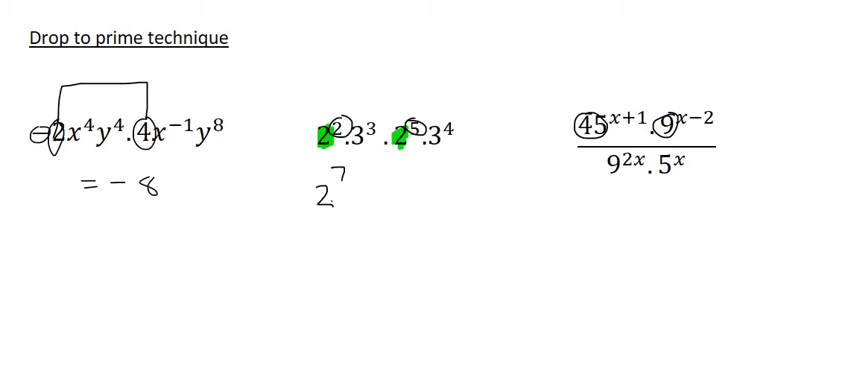 Drop to prime technique
−2x⁴y⁴.4x⁻¹y⁸
= − 8
2².3³ .2⁵.3⁴
2⁷.
45ˣ⁺¹.9ˣ⁻²
9²ˣ.5ˣ